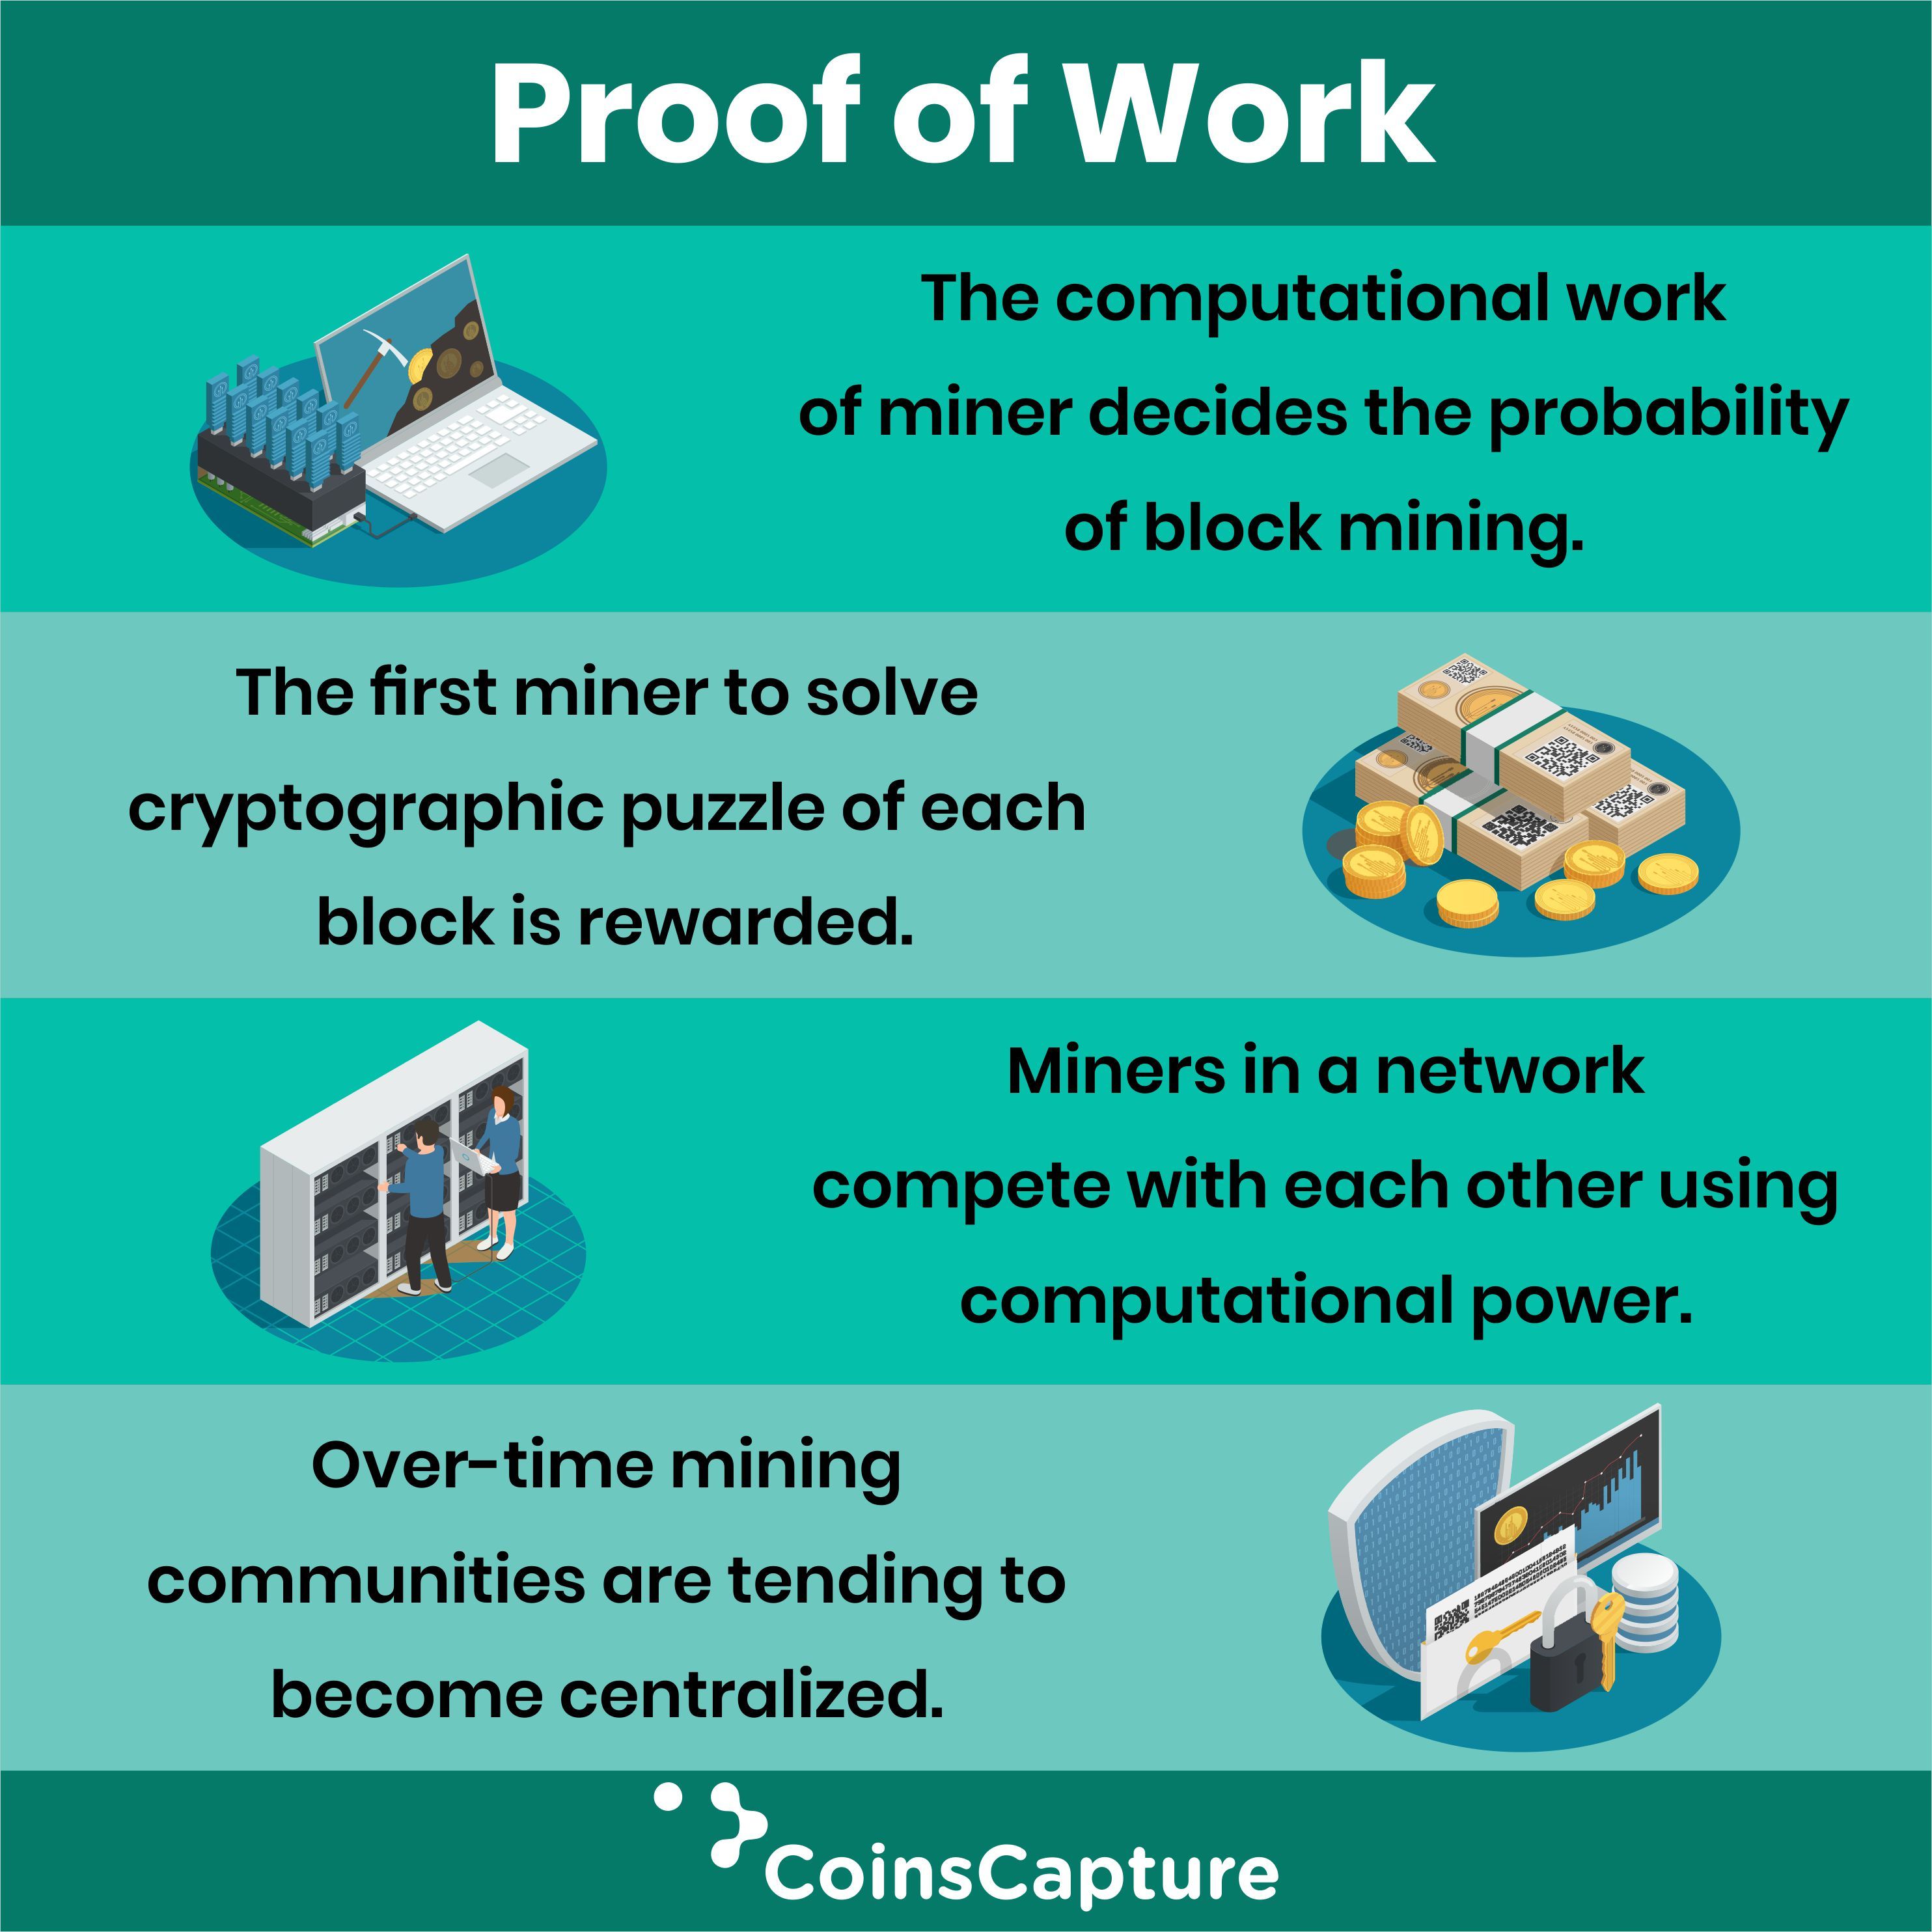 Proof of Work
The computational work
of miner decides the probability
of block mining.
The first miner to solve
cryptographic puzzle of each
block is rewarded.
Miners in a network
compete with each other using
computational power.
Over-time mining
communities are tending to
become centralized.
CoinsCapture